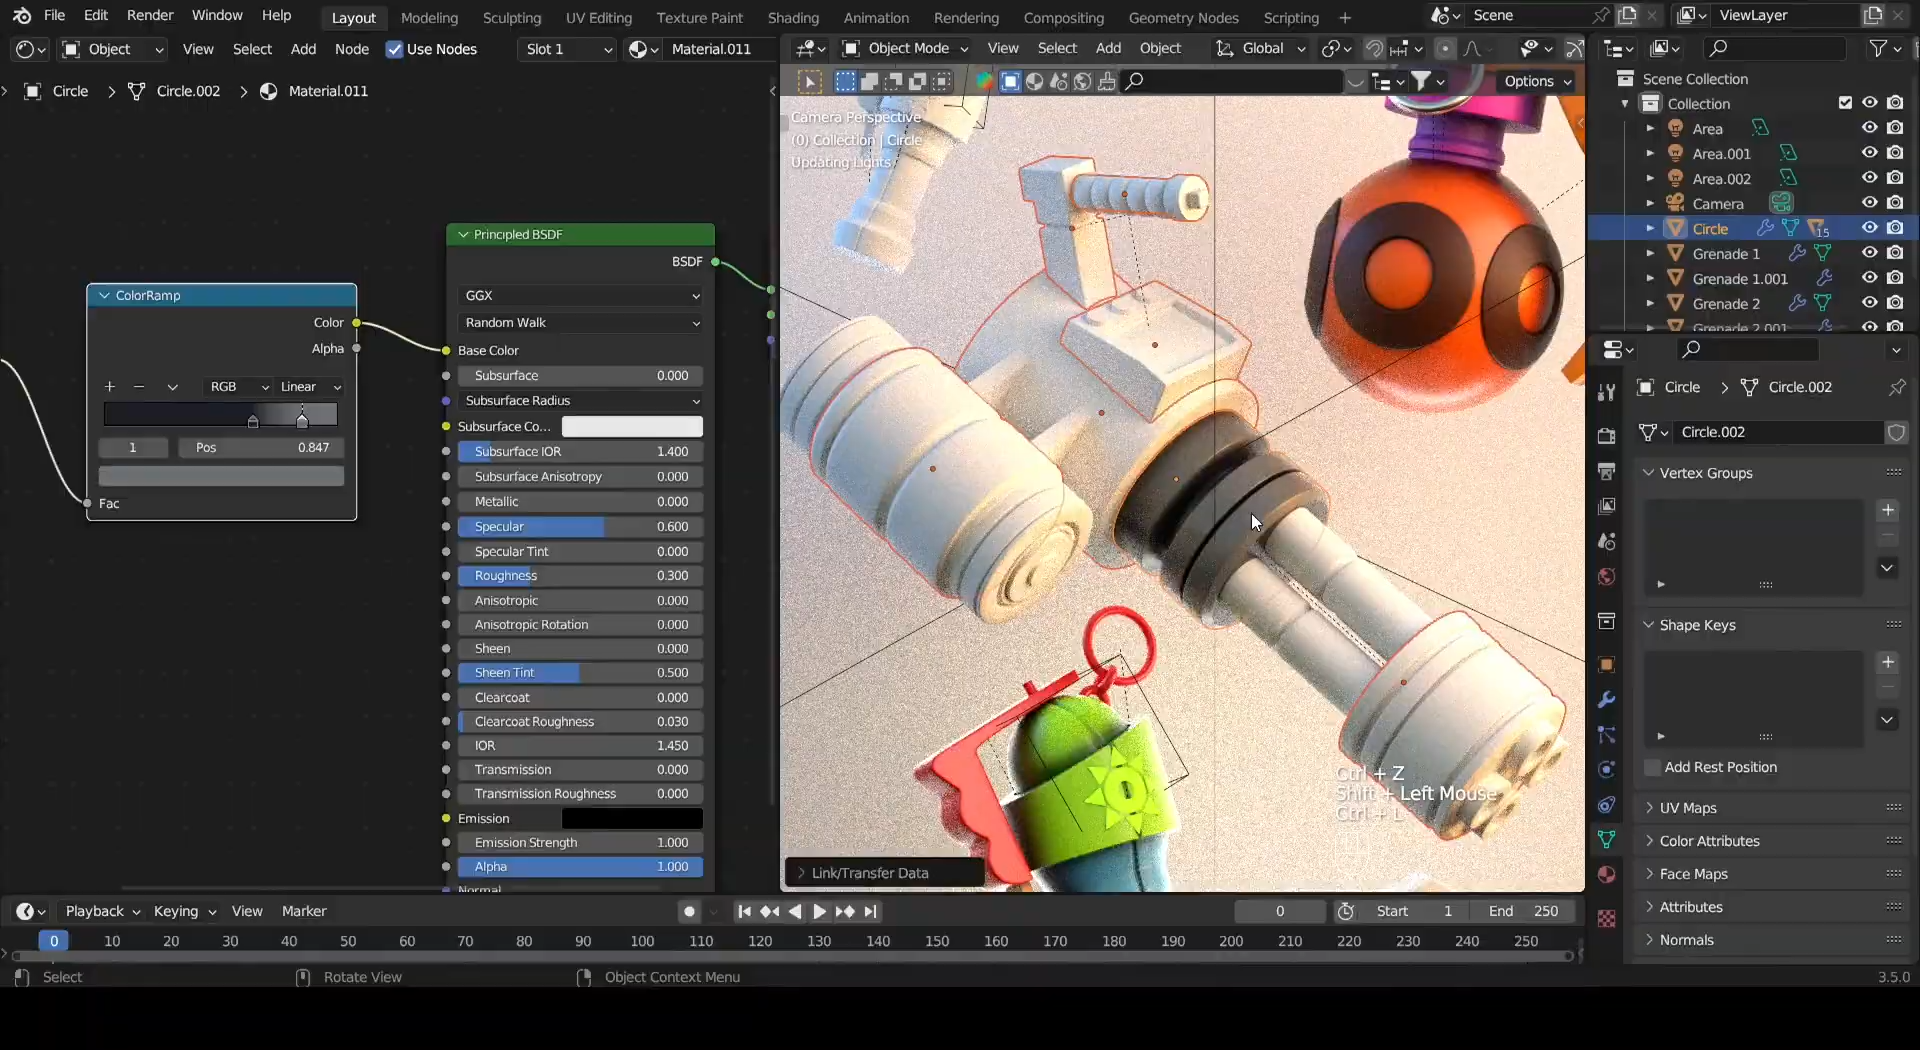 File Edit Render Window Help Layout Modeling Sculpting UV Editing Texture Paint Shading Animation Rendering Compositing Geometry Nodes Scripting + Scene ViewLayer
Object View Select Add Node Use Nodes Slot 1 Material.011
Object Mode View Select Add Object Global
Options
Circle > Circle.002 > Material.011
Camera Perspective
(0) Collection | Circle
Updating Lights
ColorRamp
Color
Alpha
RGB Linear
1 Pos 0.847
Fac
Principled BSDF
BSDF
GGX
Random Walk
Base Color
Subsurface 0.000
Subsurface Radius
Subsurface Co...
Subsurface IOR 1.400
Subsurface Anisotropy 0.000
Metallic 0.000
Specular 0.600
Specular Tint 0.000
Roughness 0.300
Anisotropic 0.000
Anisotropic Rotation 0.000
Sheen 0.000
Sheen Tint 0.500
Clearcoat 0.000
Clearcoat Roughness 0.030
IOR 1.450
Transmission 0.000
Transmission Roughness 0.000
Emission
Emission Strength 1.000
Alpha 1.000
Normal
Ctrl + Z
Shift + Left Mouse
Ctrl + L
Link/Transfer Data
Scene Collection
Collection
Area
Area.001
Area.002
Camera
Circle 15
Grenade 1
Grenade 1.001
Grenade 2
Grenade 2.001
Circle > Circle.002
Circle.002
Vertex Groups
Shape Keys
Add Rest Position
UV Maps
Color Attributes
Face Maps
Attributes
Normals
Playback Keying View Marker 0 Start 1 End 250
0 10 20 30 40 50 60 70 80 90 100 110 120 130 140 150 160 170 180 190 200 210 220 230 240 250
Select Rotate View Object Context Menu 3.5.0